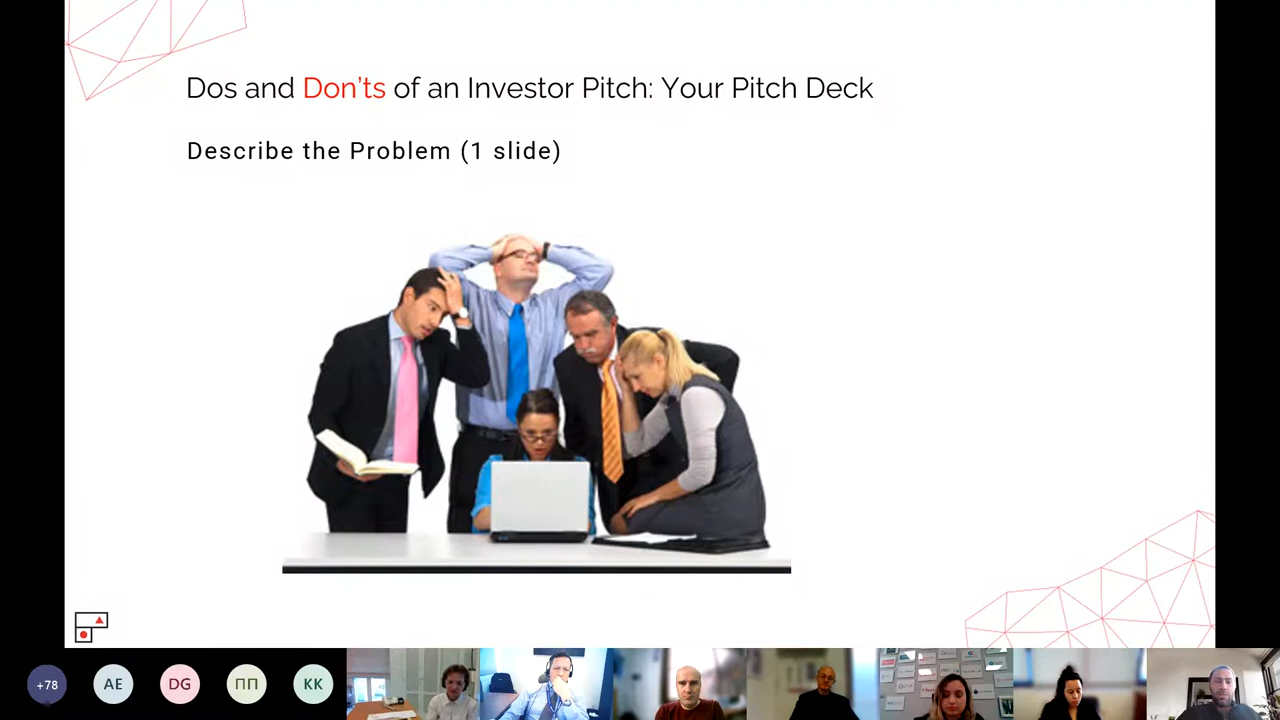 Dos and Don'ts of an Investor Pitch: Your Pitch Deck
Describe the Problem (1 slide)
+78
AE
DG
ΠΠ
KK